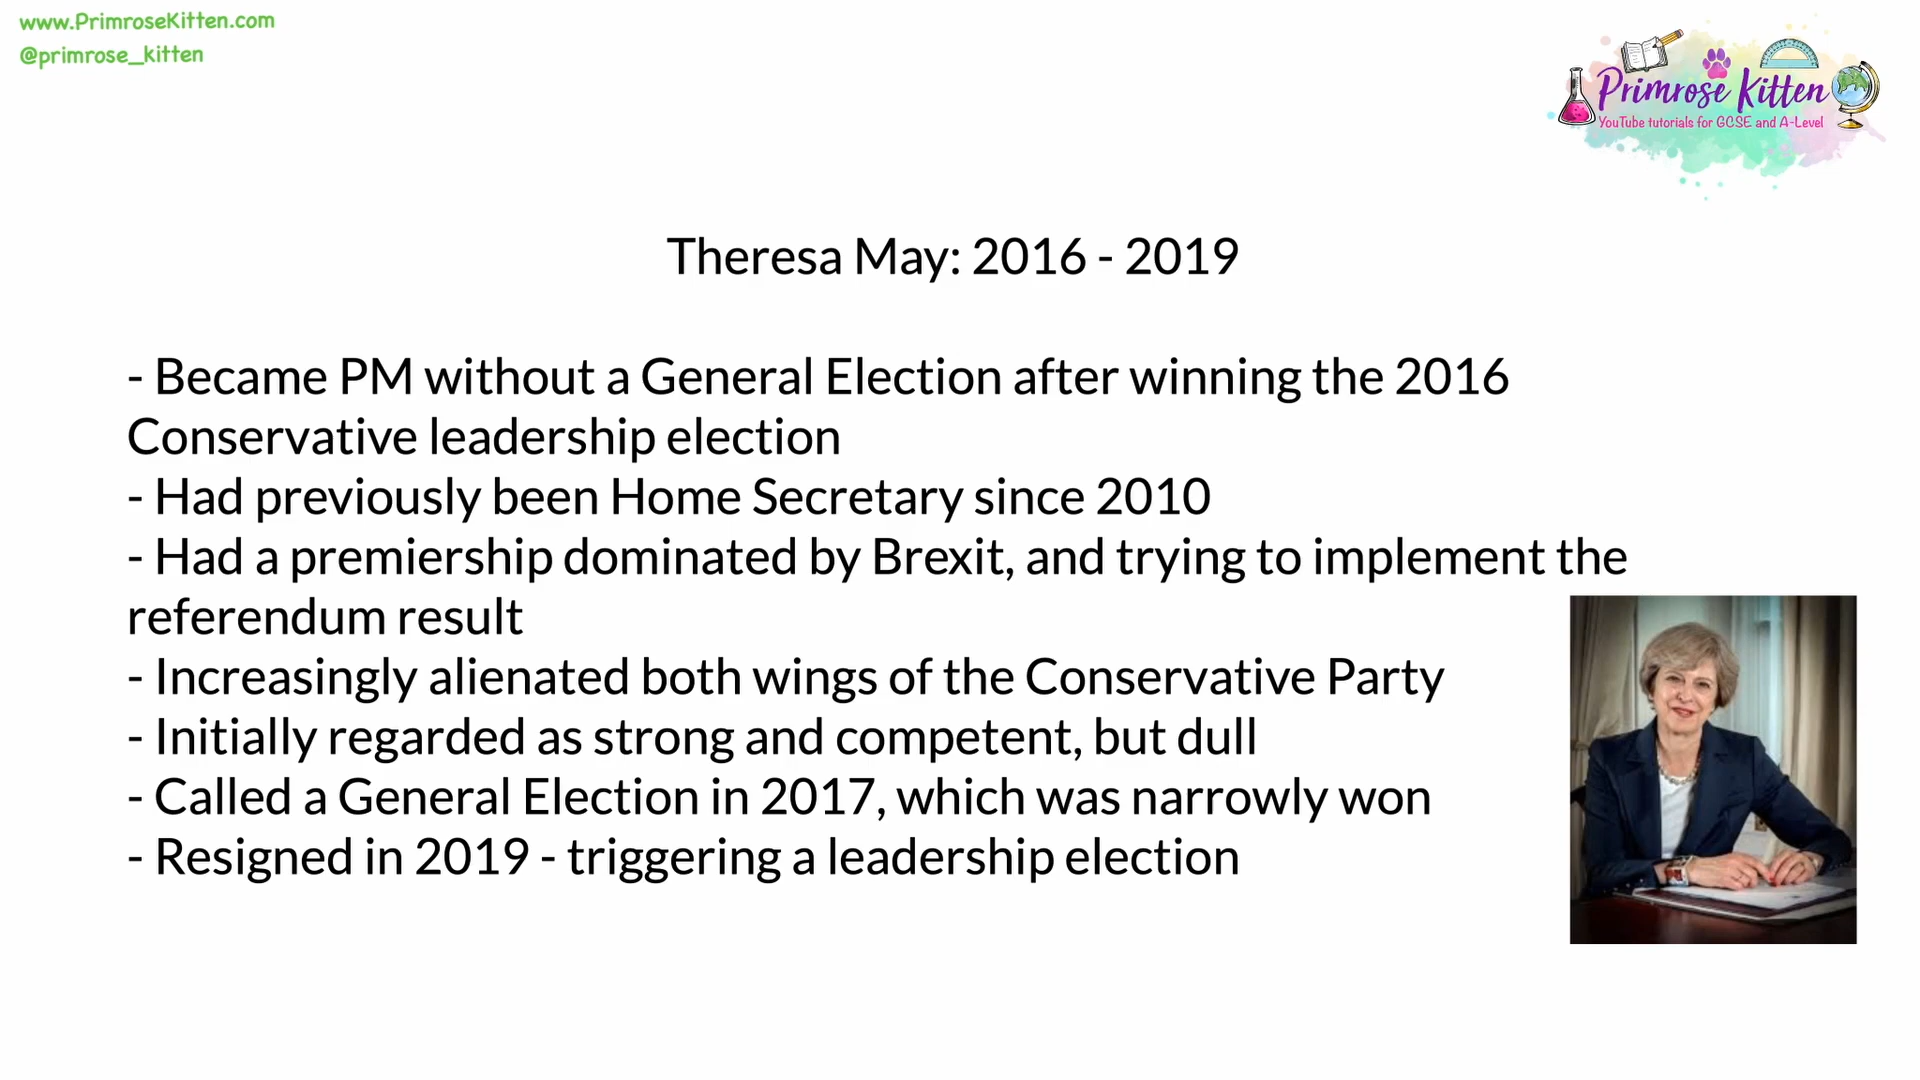 www.PrimroseKitten.com
@primrose_kitten
Primrose Kitten
YouTube tutorials for GCSE and A-Level
Theresa May: 2016 - 2019
- Became PM without a General Election after winning the 2016
Conservative leadership election
- Had previously been Home Secretary since 2010
- Had a premiership dominated by Brexit, and trying to implement the
referendum result
- Increasingly alienated both wings of the Conservative Party
- Initially regarded as strong and competent, but dull
- Called a General Election in 2017, which was narrowly won
- Resigned in 2019 - triggering a leadership election